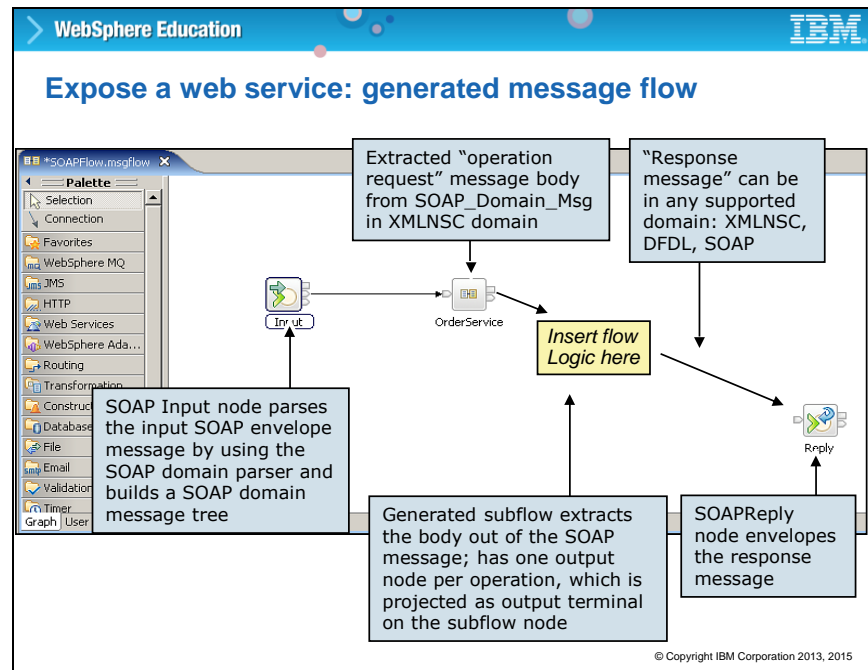 WebSphere Education
IBM
Expose a web service: generated message flow
*SOAPFlow.msgflow
Palette
Selection
Connection
Favorites
WebSphere MQ
JMS
HTTP
Web Services
WebSphere Ada...
Routing
Transformation
Construct
Database
File
Email
Validation
Timer
Graph User
Extracted “operation
request” message body
from SOAP_Domain_Msg
in XMLNSC domain
“Response
message” can be
in any supported
domain: XMLNSC,
DFDL, SOAP
Input
OrderService
Insert flow
Logic here
Reply
SOAP Input node parses
the input SOAP envelope
message by using the
SOAP domain parser and
builds a SOAP domain
message tree
Generated subflow extracts
the body out of the SOAP
message; has one output
node per operation, which is
projected as output terminal
on the subflow node
SOAPReply
node envelopes
the response
message
© Copyright IBM Corporation 2013, 2015